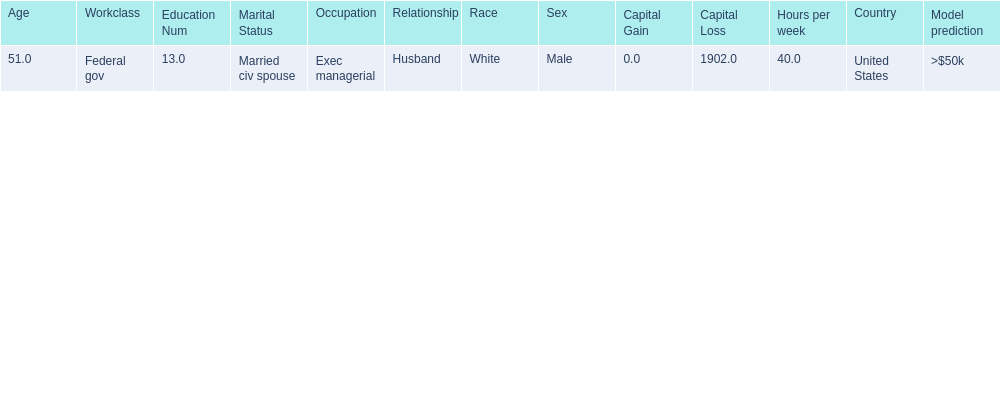 Age Workclass Education Num Marital Status Occupation Relationship Race Sex Capital Gain Capital Loss Hours per week Country Model prediction
51.0 Federal gov 13.0 Married civ spouse Exec managerial Husband White Male 0.0 1902.0 40.0 United States >$50k